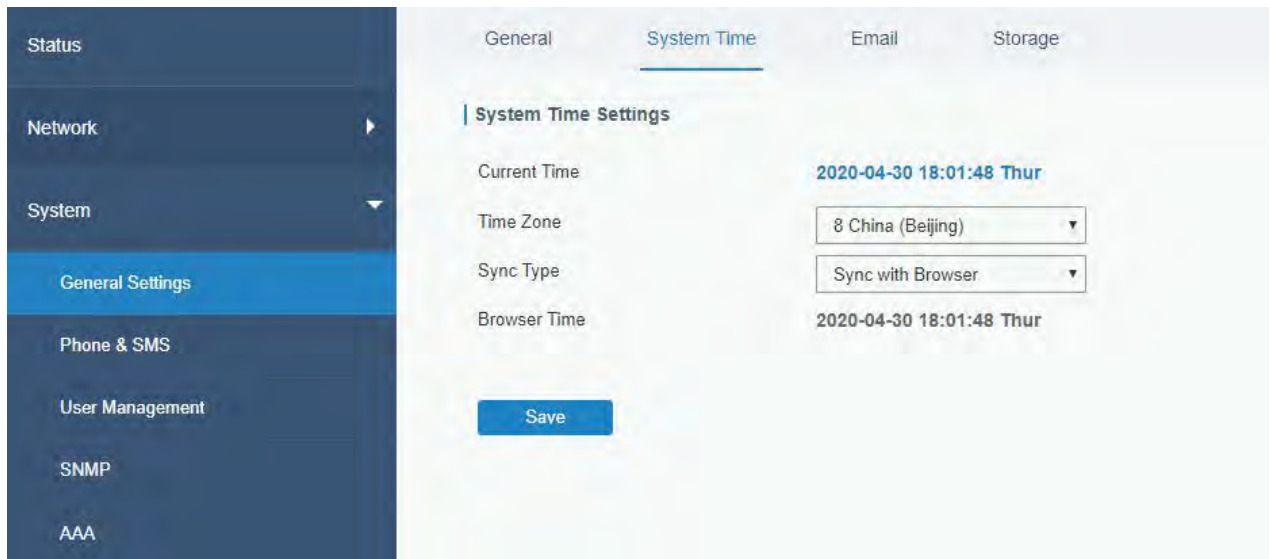 Status
Network
System
General Settings
Phone & SMS
User Management
SNMP
AAA
General System Time Email Storage
System Time Settings
Current Time 2020-04-30 18:01:48 Thur
Time Zone 8 China (Beijing)
Sync Type Sync with Browser
Browser Time 2020-04-30 18:01:48 Thur
Save